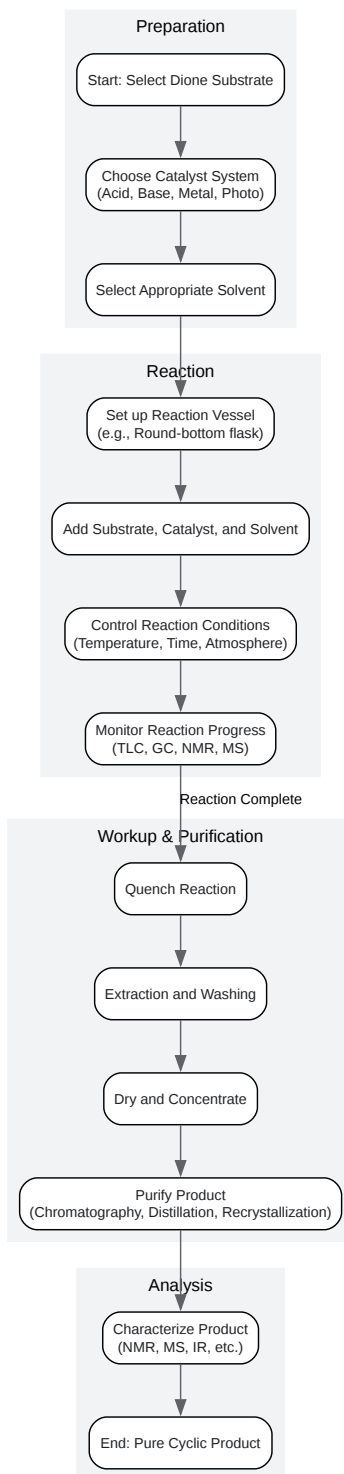 Preparation
Start: Select Dione Substrate
Choose Catalyst System
(Acid, Base, Metal, Photo)
Select Appropriate Solvent
Reaction
Set up Reaction Vessel
(e.g., Round-bottom flask)
Add Substrate, Catalyst, and Solvent
Control Reaction Conditions
(Temperature, Time, Atmosphere)
Monitor Reaction Progress
(TLC, GC, NMR, MS)
Reaction Complete
Workup & Purification
Quench Reaction
Extraction and Washing
Dry and Concentrate
Purify Product
(Chromatography, Distillation, Recrystallization)
Analysis
Characterize Product
(NMR, MS, IR, etc.)
End: Pure Cyclic Product